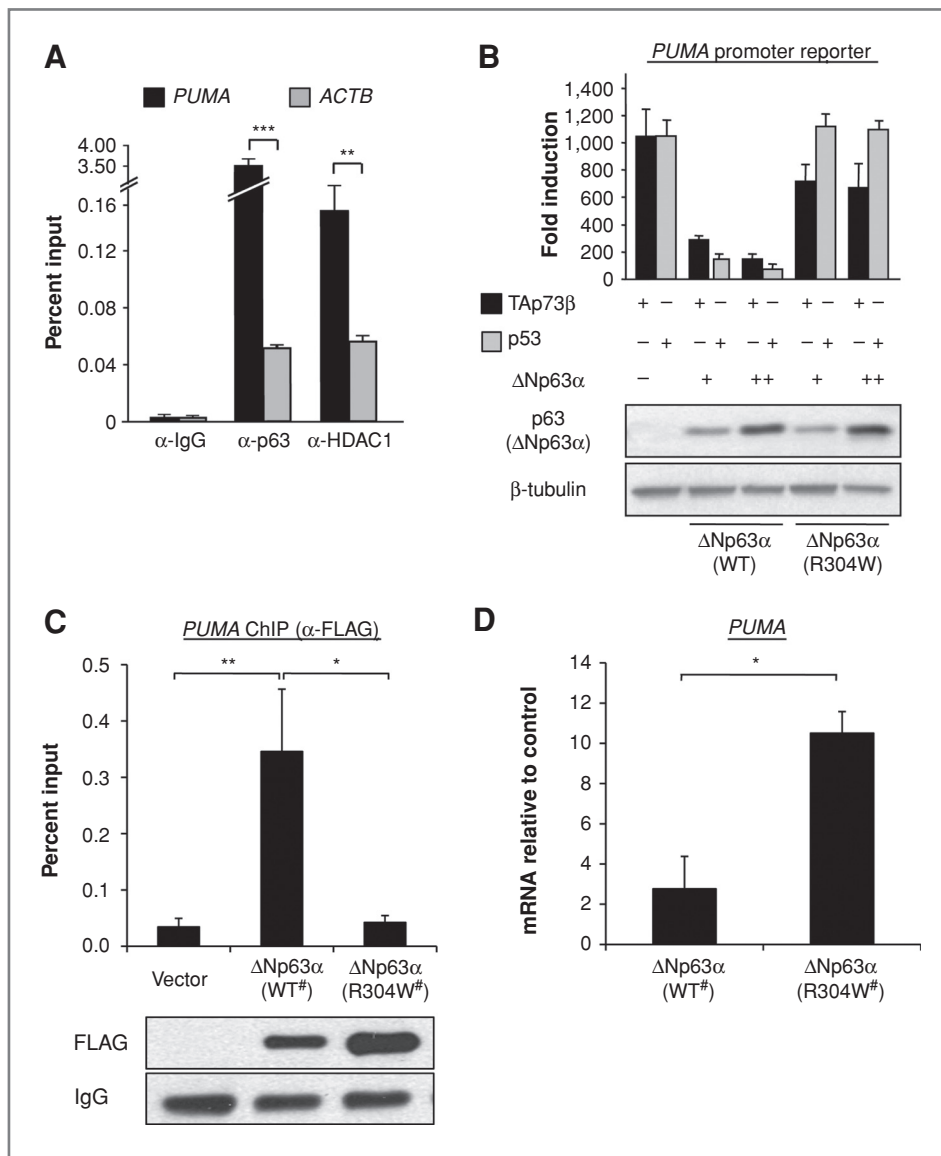 A
PUMA ACTB
Percent input
4.00
3.50
0.16
0.12
0.08
0.04
0
***
**
α-IgG α-p63 α-HDAC1
B
PUMA promoter reporter
Fold induction
1,400
1,200
1,000
800
600
400
200
0
TAp73β + − + − + − + − + −
p53 − + − + − + − + − +
ΔNp63α − + ++ + ++
p63
(ΔNp63α)
β-tubulin
ΔNp63α
(WT)
ΔNp63α
(R304W)
C
PUMA ChIP (α-FLAG)
Percent input
0.5
0.4
0.3
0.2
0.1
0.0
**
*
Vector
ΔNp63α
(WT#)
ΔNp63α
(R304W#)
FLAG
IgG
D
PUMA
mRNA relative to control
14
12
10
8
6
4
2
0
*
ΔNp63α
(WT#)
ΔNp63α
(R304W#)